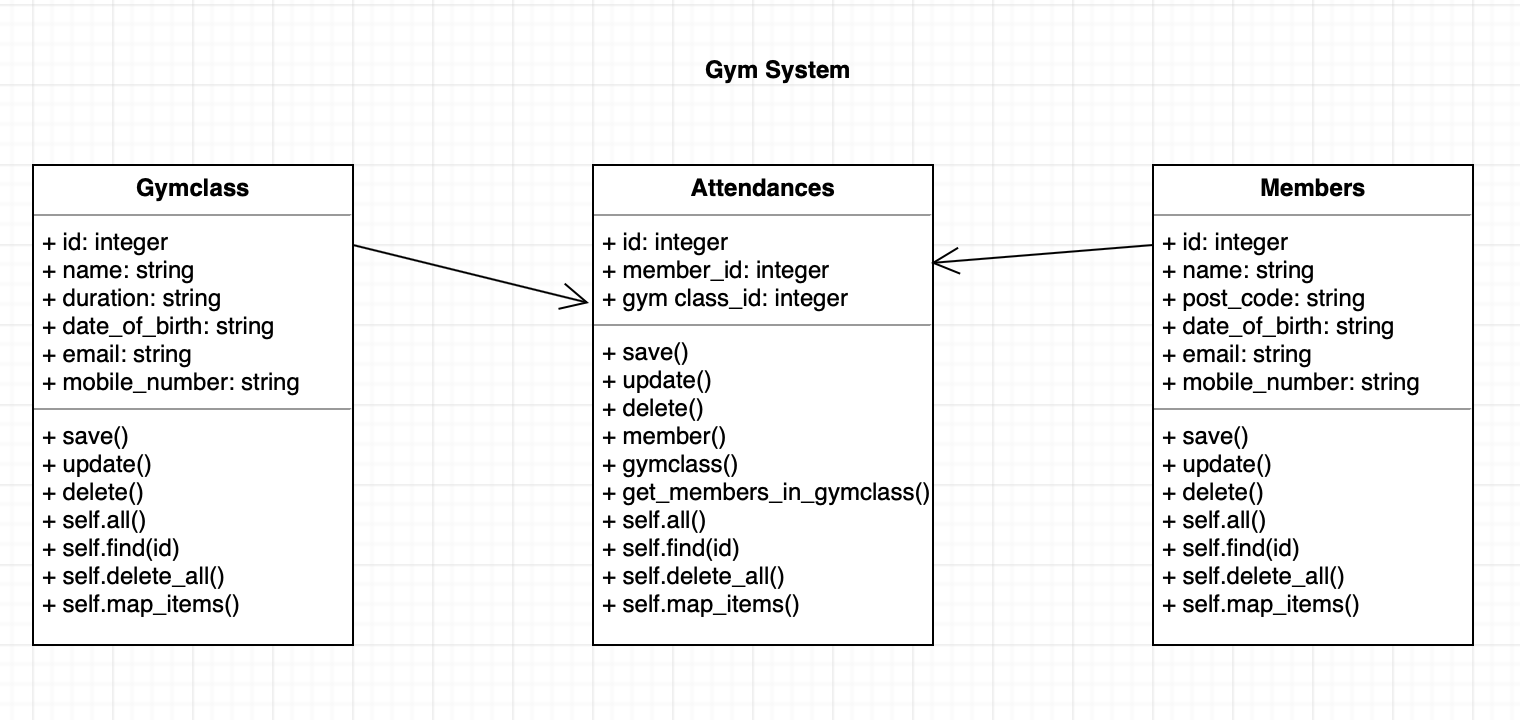 Gym System
Gymclass
+ id: integer
+ name: string
+ duration: string
+ date_of_birth: string
+ email: string
+ mobile_number: string
+ save()
+ update()
+ delete()
+ self.all()
+ self.find(id)
+ self.delete_all()
+ self.map_items()
Attendances
+ id: integer
+ member_id: integer
+ gym class_id: integer
+ save()
+ update()
+ delete()
+ member()
+ gymclass()
+ get_members_in_gymclass()
+ self.all()
+ self.find(id)
+ self.delete_all()
+ self.map_items()
Members
+ id: integer
+ name: string
+ post_code: string
+ date_of_birth: string
+ email: string
+ mobile_number: string
+ save()
+ update()
+ delete()
+ self.all()
+ self.find(id)
+ self.delete_all()
+ self.map_items()